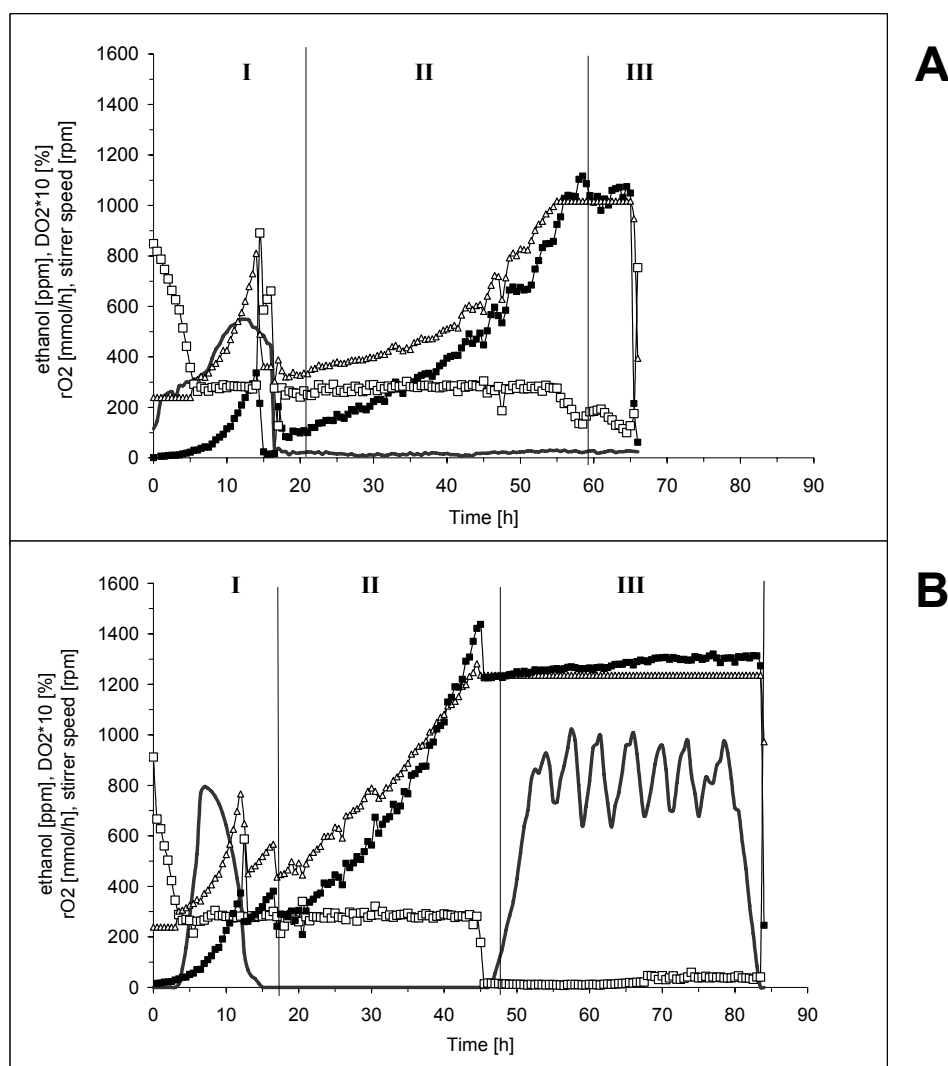 A
I II III
1600
1400
1200
1000
800
600
400
200
0
ethanol [ppm], DO2*10 [%]
rO2 [mmol/h], stirrer speed [rpm]
0 10 20 30 40 50 60 70 80 90
Time [h]
B
I II III
1600
1400
1200
1000
800
600
400
200
0
ethanol [ppm], DO2*10 [%]
rO2 [mmol/h], stirrer speed [rpm]
0 10 20 30 40 50 60 70 80 90
Time [h]